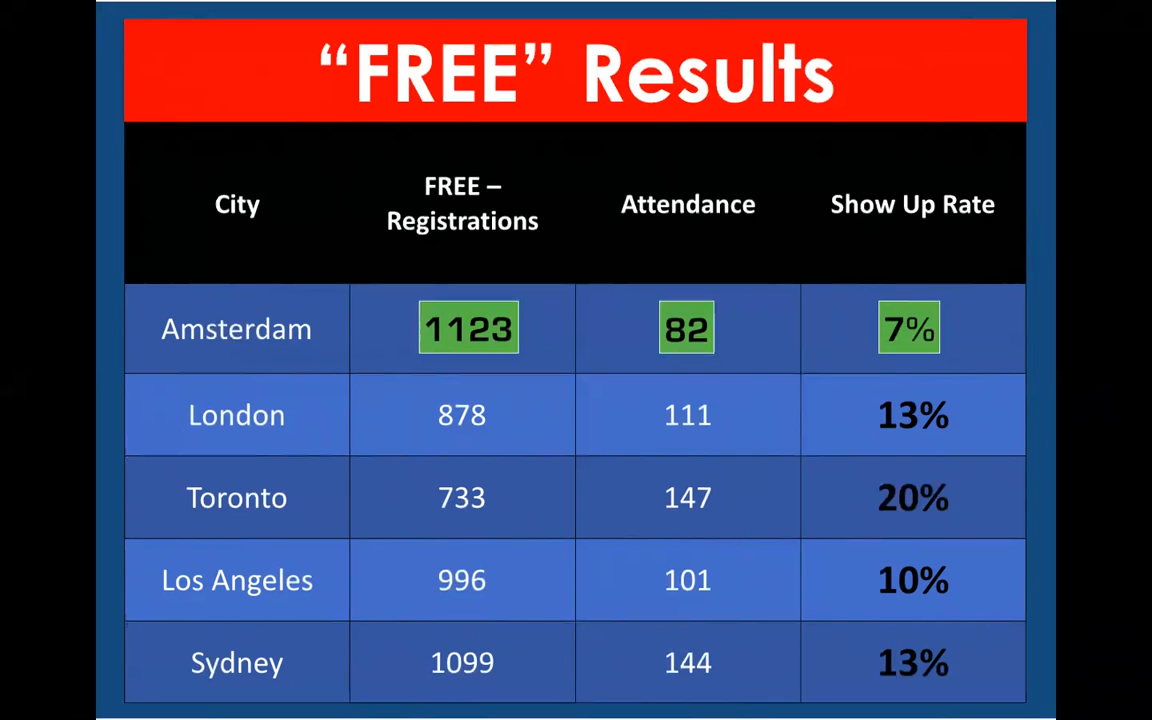 “FREE” Results
City
FREE –
Registrations
Attendance
Show Up Rate
Amsterdam 1123 82 7%
London 878 111 13%
Toronto 733 147 20%
Los Angeles 996 101 10%
Sydney 1099 144 13%